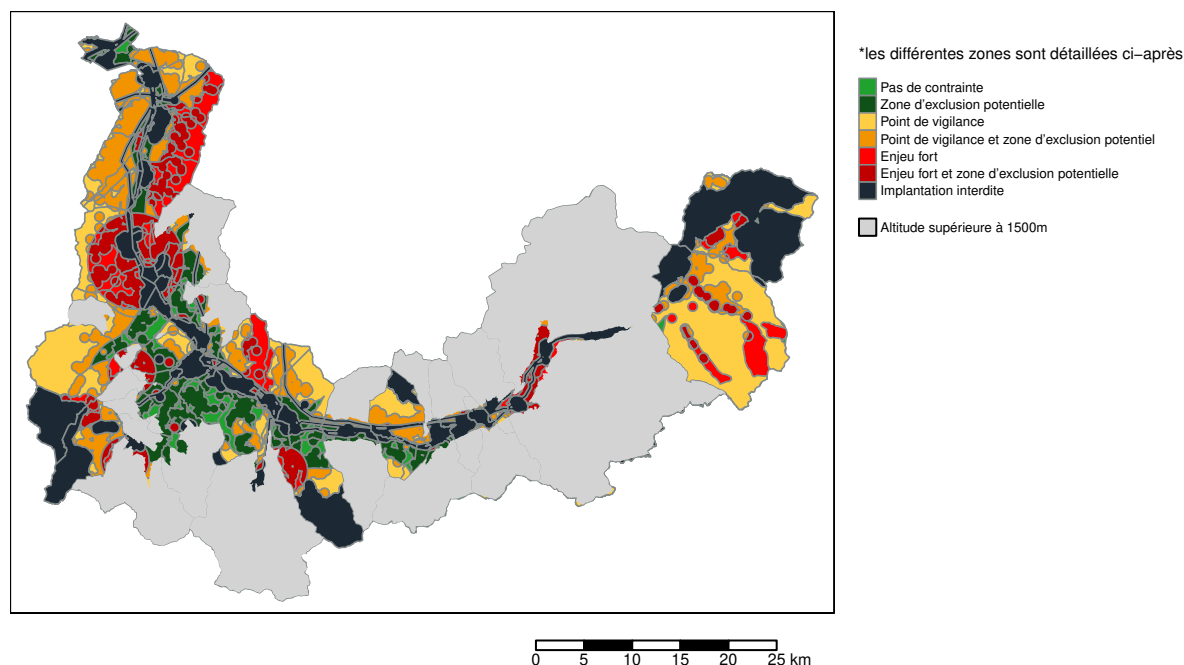 *les différentes zones sont détaillées ci−après
Pas de contrainte
Zone d'exclusion potentielle
Point de vigilance
Point de vigilance et zone d'exclusion potentiel
Enjeu fort
Enjeu fort et zone d'exclusion potentielle
Implantation interdite
Altitude supérieure à 1500m
0 5 10 15 20 25 km